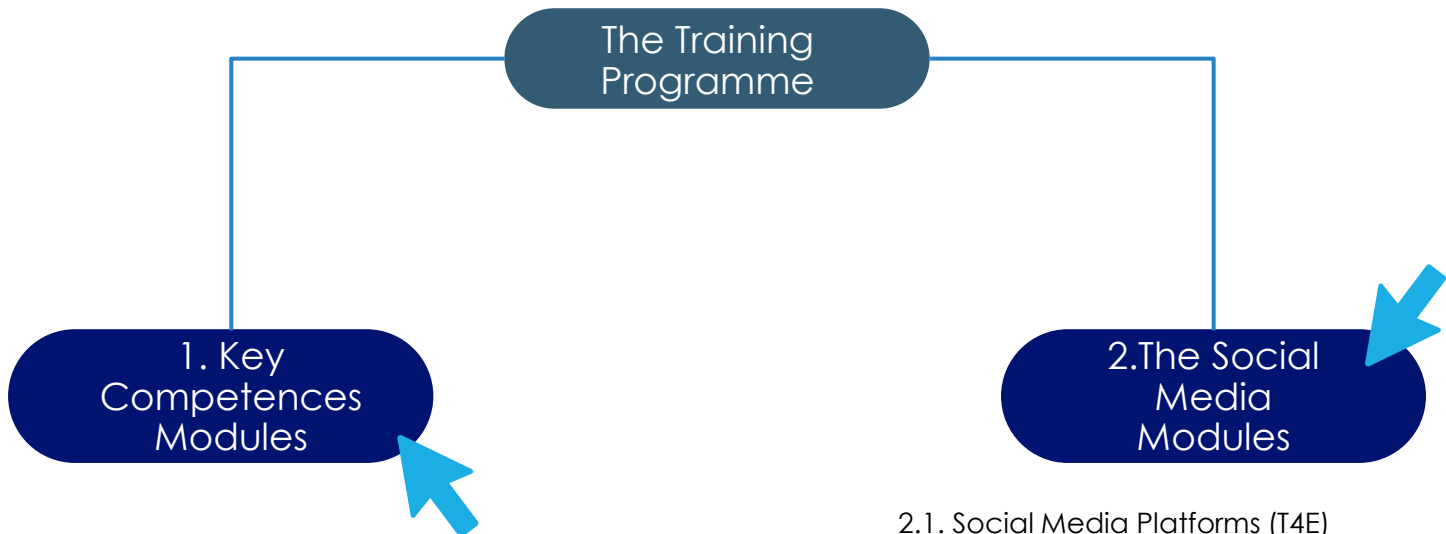 The Training
Programme
1. Key
Competences
Modules
2.The Social
Media
Modules
2.1. Social Media Platforms (T4E)